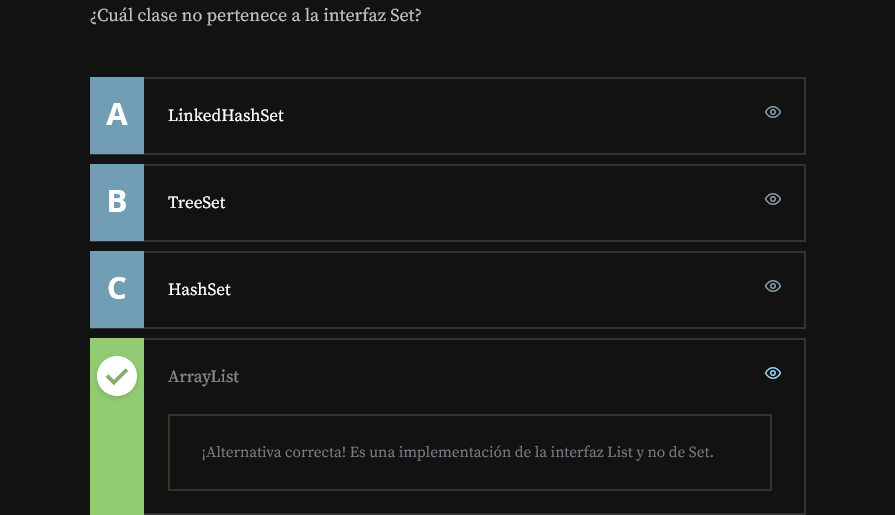 ¿Cuál clase no pertenece a la interfaz Set?
A
LinkedHashSet
B
TreeSet
C
HashSet
ArrayList
¡Alternativa correcta! Es una implementación de la interfaz List y no de Set.